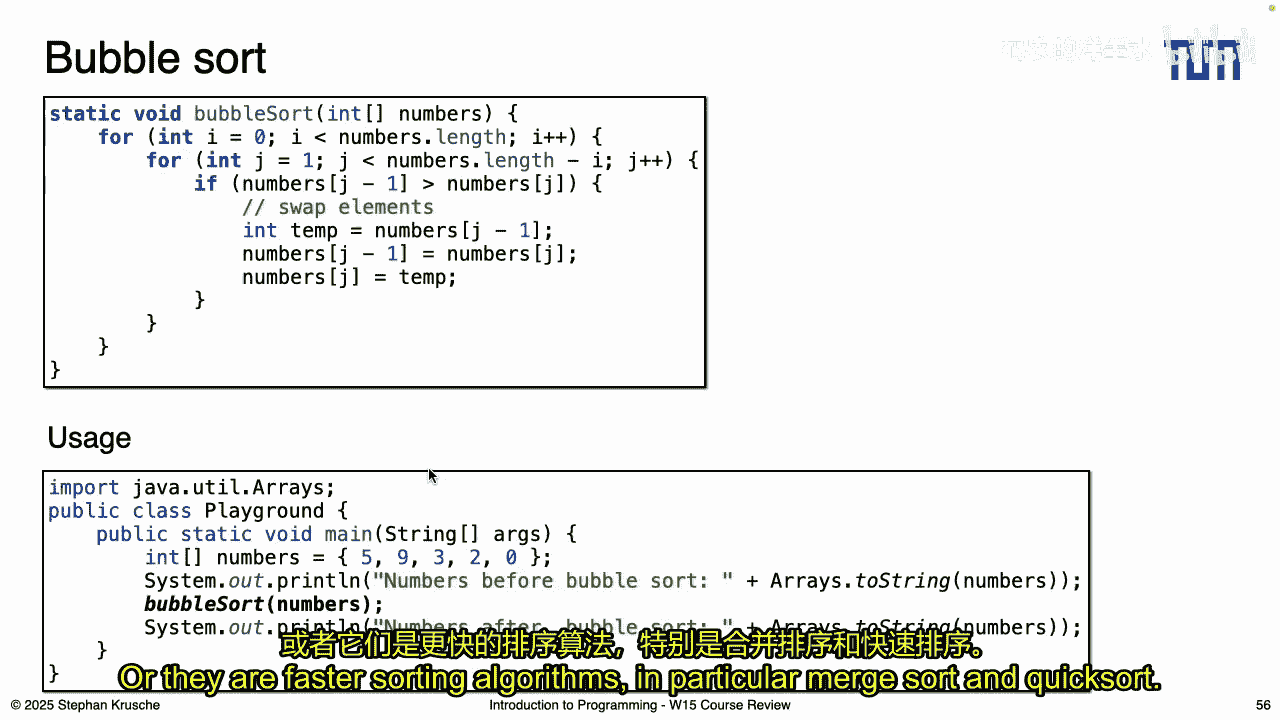 Bubble sort
static void bubbleSort(int[] numbers) {
    for (int i = 0; i < numbers.length; i++) {
        for (int j = 1; j < numbers.length - i; j++) {
            if (numbers[j - 1] > numbers[j]) {
                // swap elements
                int temp = numbers[j - 1];
                numbers[j - 1] = numbers[j];
                numbers[j] = temp;
            }
        }
    }
}
Usage
import java.util.Arrays;
public class Playground {
    public static void main(String[] args) {
        int[] numbers = { 5, 9, 3, 2, 0 };
        System.out.println("Numbers before bubble sort: " + Arrays.toString(numbers));
        bubbleSort(numbers);
        System.out.println("Numbers after  bubble sort: " + Arrays.toString(numbers));
    }
}
或者它们是更快的排序算法，特别是合并排序和快速排序。
Or they are faster sorting algorithms, in particular merge sort and quicksort.
© 2025 Stephan Krusche
Introduction to Programming - W15 Course Review
56